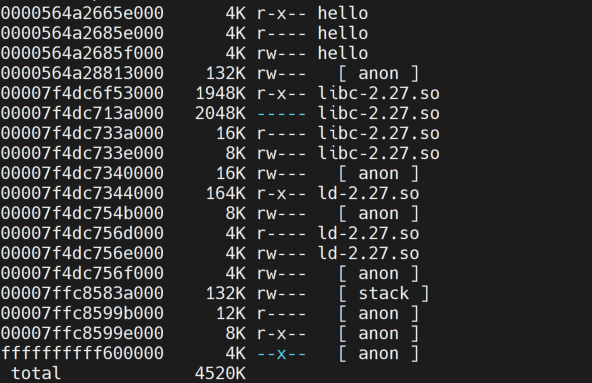 0000564a2665e000 4K r-x-- hello
0000564a2685e000 4K r---- hello
0000564a2685f000 4K rw--- hello
0000564a28813000 132K rw--- [ anon ]
00007f4dc6f53000 1948K r-x-- libc-2.27.so
00007f4dc713a000 2048K ----- libc-2.27.so
00007f4dc733a000 16K r---- libc-2.27.so
00007f4dc733e000 8K rw--- libc-2.27.so
00007f4dc7340000 16K rw--- [ anon ]
00007f4dc7344000 164K r-x-- ld-2.27.so
00007f4dc754b000 8K rw--- [ anon ]
00007f4dc756d000 4K r---- ld-2.27.so
00007f4dc756e000 4K rw--- ld-2.27.so
00007f4dc756f000 4K rw--- [ anon ]
00007ffc8583a000 132K rw--- [ stack ]
00007ffc8599b000 12K r---- [ anon ]
00007ffc8599e000 8K r-x-- [ anon ]
ffffffffff600000 4K --x-- [ anon ]
total 4520K